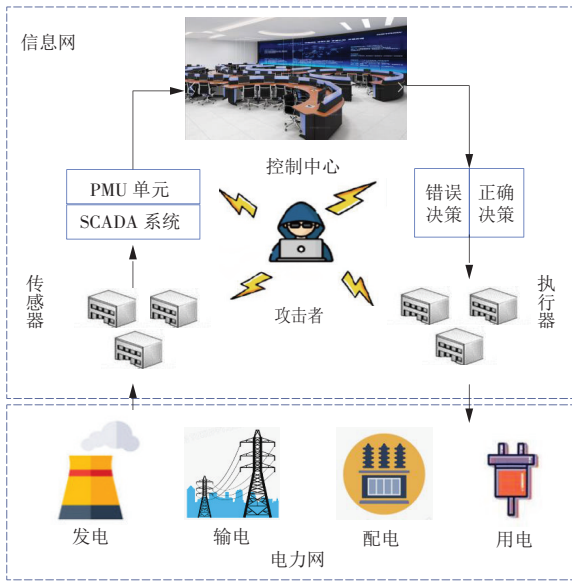 信息网
控制中心
PMU 单元
SCADA 系统
错误
决策
正确
决策
传感器
攻击者
执行器
发电
输电
配电
用电
电力网